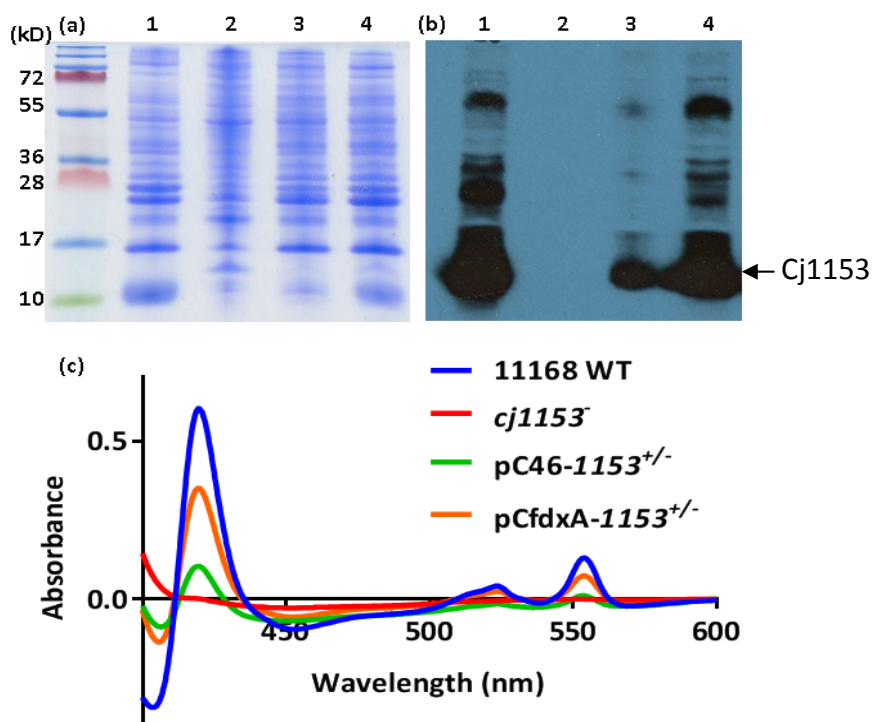 (kD) (a) 1 2 3 4 (b) 1 2 3 4
72
55
36
28
17
10
Cj1153
(c)
11168 WT
cj1153⁻
pC46-1153⁺/⁻
pCfdxA-1153⁺/⁻
0.5
0.0
450 500 550 600
Absorbance
Wavelength (nm)